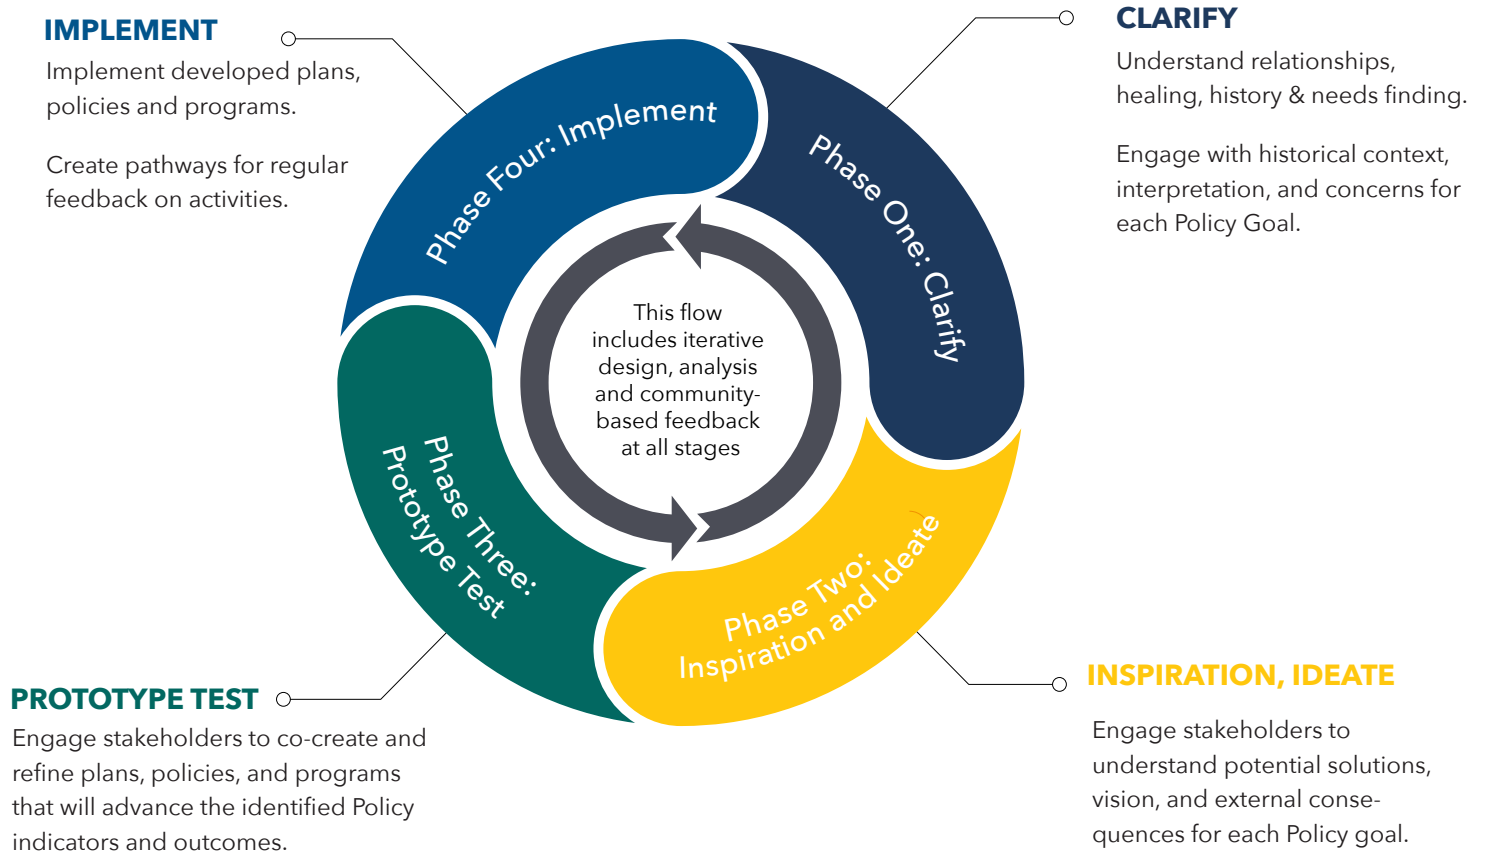 IMPLEMENT
Implement developed plans,
policies and programs.
Create pathways for regular
feedback on activities.
CLARIFY
Understand relationships,
healing, history & needs finding.
Engage with historical context,
interpretation, and concerns for
each Policy Goal.
Phase Four: Implement
Phase One: Clarify
This flow
includes iterative
design, analysis
and community-
based feedback
at all stages
Phase Three:
Prototype Test
Phase Two:
Inspiration and Ideate
PROTOTYPE TEST
Engage stakeholders to co-create and
refine plans, policies, and programs
that will advance the identified Policy
indicators and outcomes.
INSPIRATION, IDEATE
Engage stakeholders to
understand potential solutions,
vision, and external conse-
quences for each Policy goal.